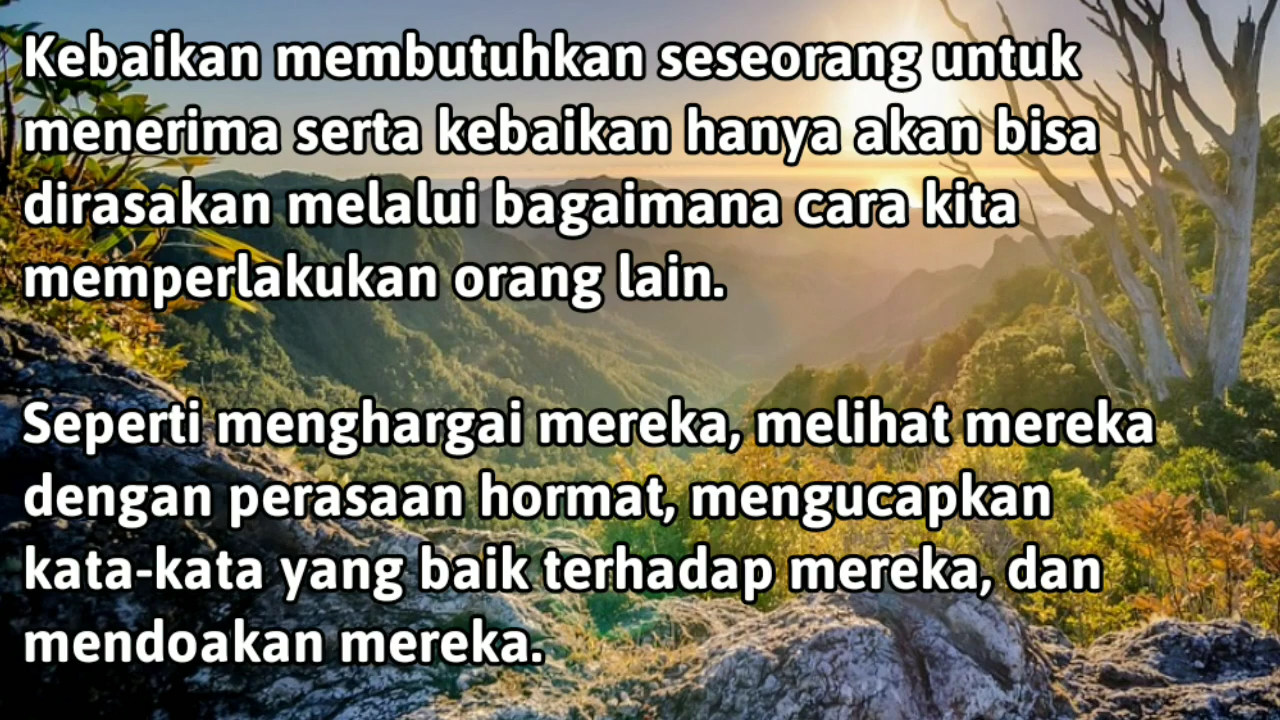 Kebaikan membutuhkan seseorang untuk
menerima serta kebaikan hanya akan bisa
dirasakan melalui bagaimana cara kita
memperlakukan orang lain.
Seperti menghargai mereka, melihat mereka
dengan perasaan hormat, mengucapkan
kata-kata yang baik terhadap mereka, dan
mendoakan mereka.